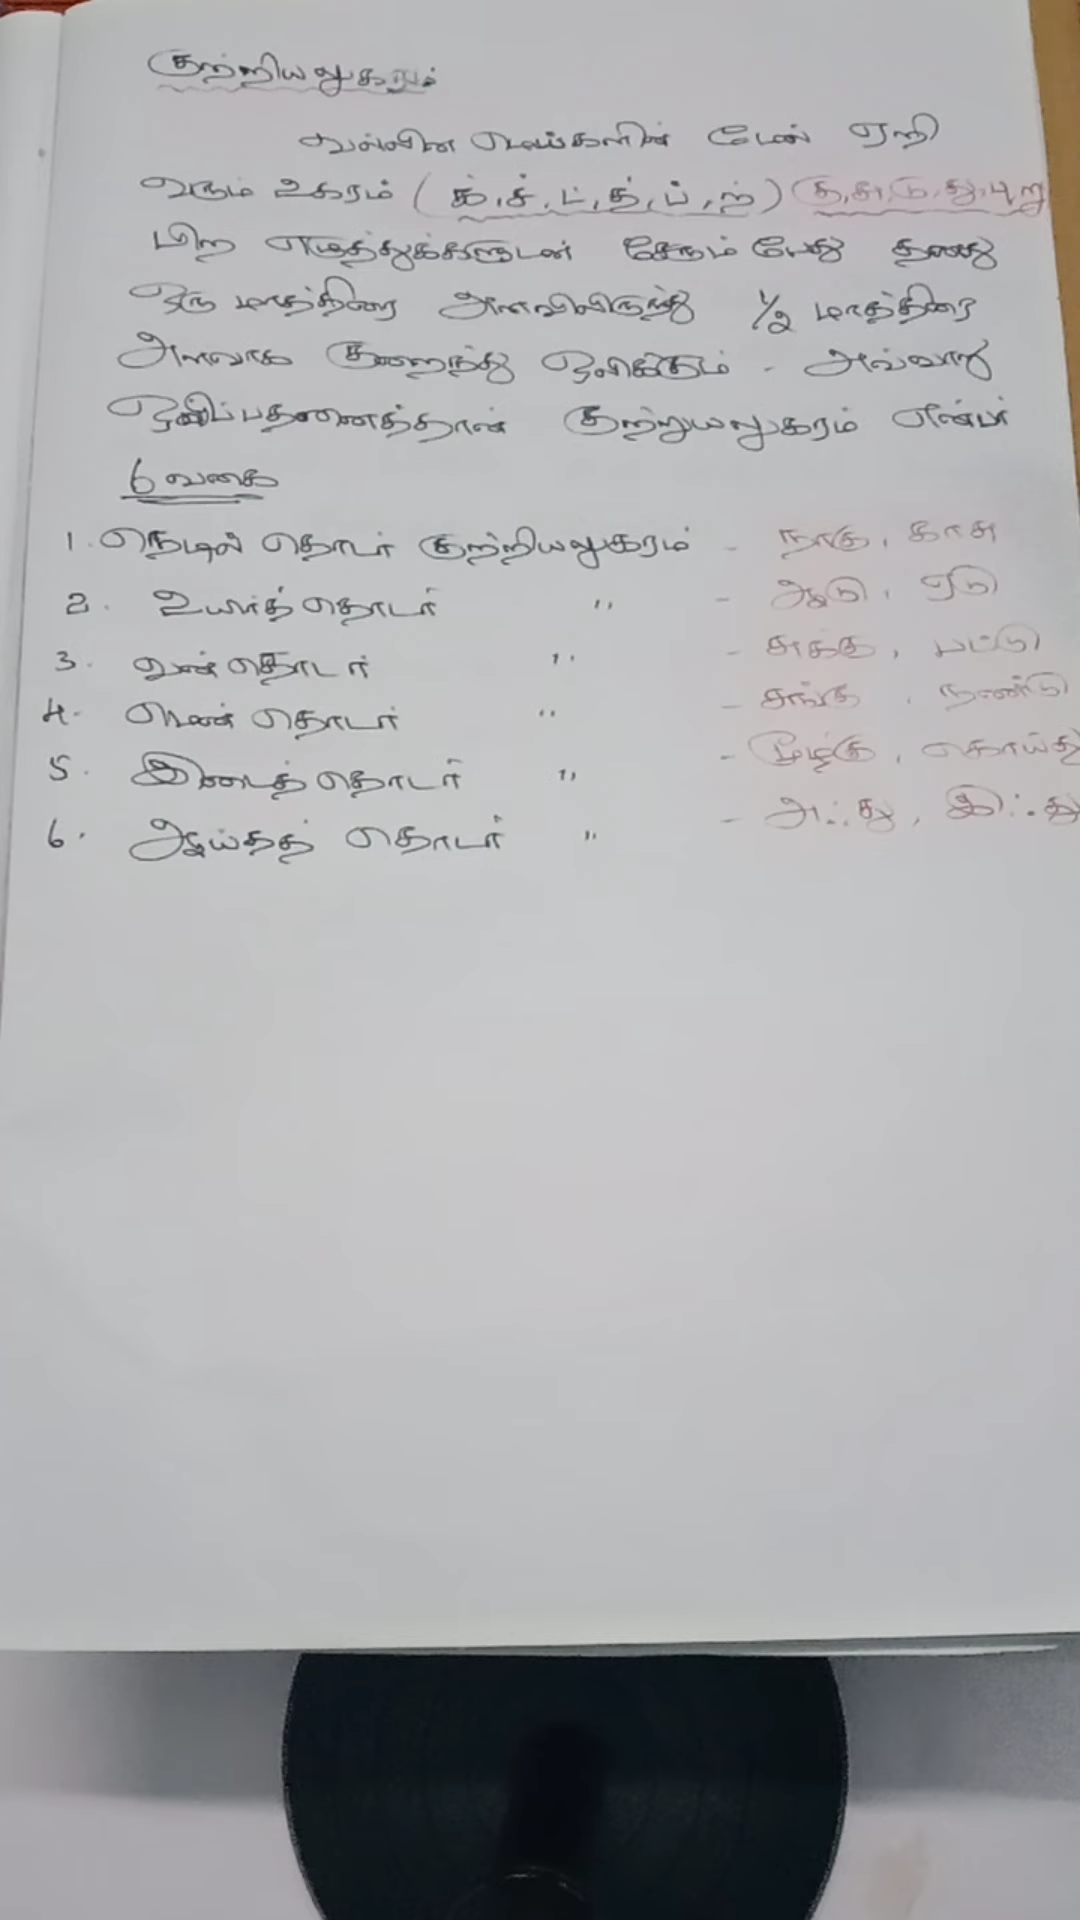 குற்றியலுகரம்
வல்லின மெய்களின் மேல் ஏறி
வரும் உகரம் (க், ச், ட், த், ப், ற்) கு, சு, டு, து, பு, று
பிற எழுத்துக்களுடன் சேரும் போது தனது
ஒரு மாத்திரை அளவிலிருந்து ½ மாத்திரை
அளவாக குறைந்து ஒலிக்கும் - அவ்வாறு
ஒலிப்பதனைத்தான் குற்றுயலுகரம் என்பர்
6 வகை
1. நெடில் தொடர் குற்றியலுகரம் - நாகு, காசு
2. உயிர்த் தொடர் " - ஆடு, ஏடு
3. வன் தொடர் " - சுக்கு, பட்டு
4. மென் தொடர் " - சங்கு, நண்டு
5. இடைத் தொடர் " - மூழ்கு, கொய்து
6. ஆய்தத் தொடர் " - அஃது, இஃது